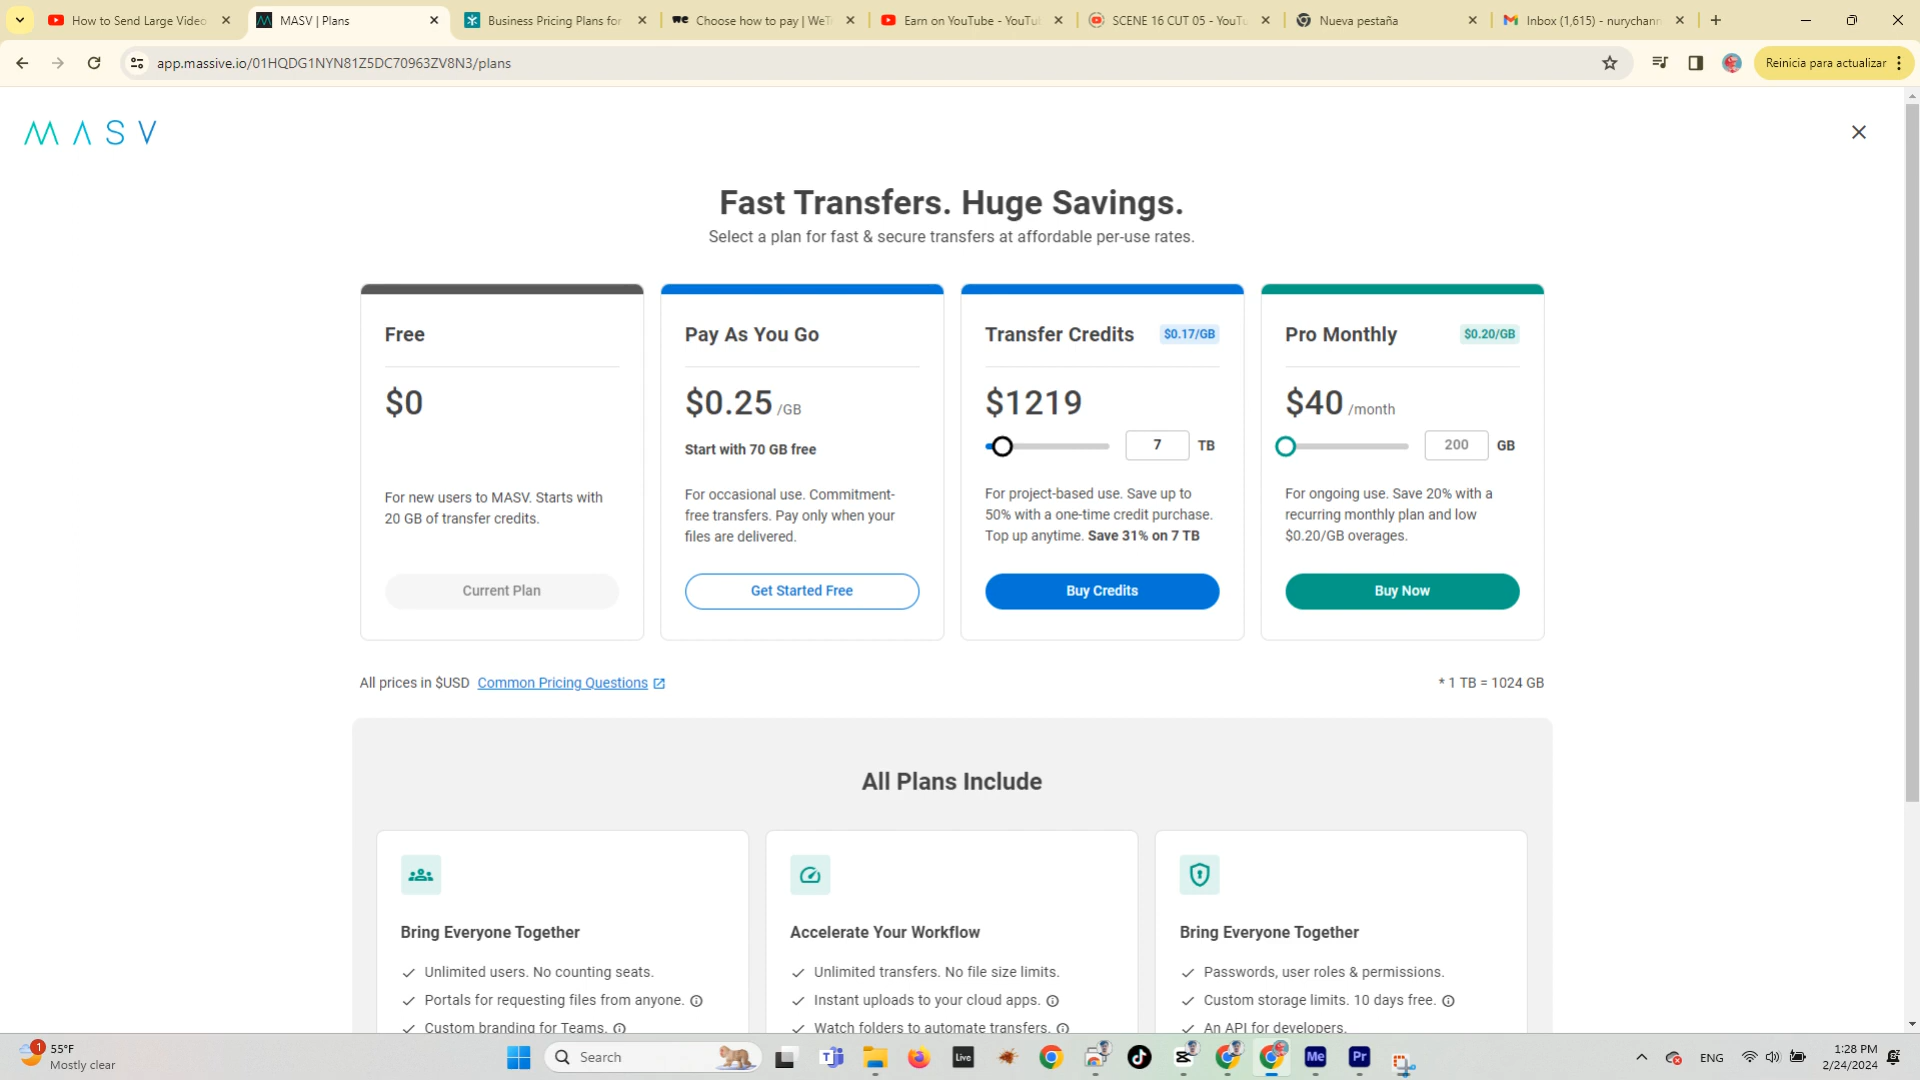 How to Send Large Video
MASV | Plans
Business Pricing Plans for
Choose how to pay | WeTr
Earn on YouTube - YouTu
SCENE 16 CUT 05 - YouTu
Nueva pestaña
Inbox (1,615) - nurychann
app.massive.io/01HQDG1NYN81Z5DC70963ZV8N3/plans
Reinicia para actualizar
MASV
Fast Transfers. Huge Savings.
Select a plan for fast & secure transfers at affordable per-use rates.
Free
$0
For new users to MASV. Starts with
20 GB of transfer credits.
Current Plan
Pay As You Go
$0.25 /GB
Start with 70 GB free
For occasional use. Commitment-
free transfers. Pay only when your
files are delivered.
Get Started Free
Transfer Credits $0.17/GB
$1219
7 TB
For project-based use. Save up to
50% with a one-time credit purchase.
Top up anytime. Save 31% on 7 TB
Buy Credits
Pro Monthly $0.20/GB
$40 /month
200 GB
For ongoing use. Save 20% with a
recurring monthly plan and low
$0.20/GB overages.
Buy Now
All prices in $USD Common Pricing Questions
* 1 TB = 1024 GB
All Plans Include
Bring Everyone Together
Unlimited users. No counting seats.
Portals for requesting files from anyone.
Custom branding for Teams.
Accelerate Your Workflow
Unlimited transfers. No file size limits.
Instant uploads to your cloud apps.
Watch folders to automate transfers.
Bring Everyone Together
Passwords, user roles & permissions.
Custom storage limits. 10 days free.
An API for developers.
1
55°F
Mostly clear
Search
Live
Me
Pr
ENG
1:28 PM
2/24/2024